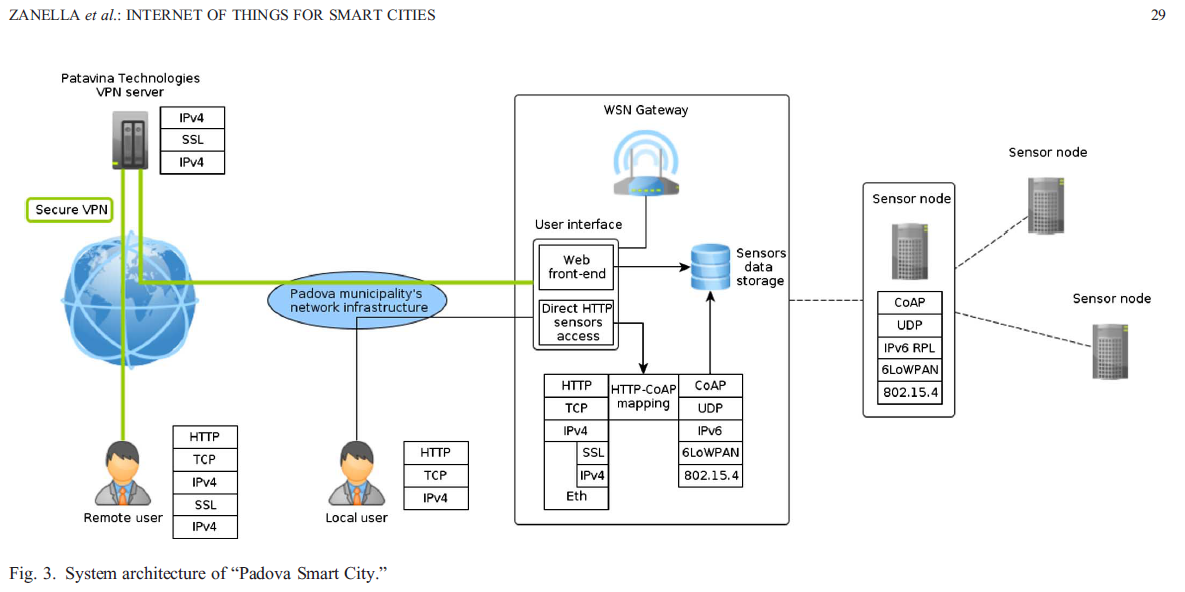 ZANELLA et al.: INTERNET OF THINGS FOR SMART CITIES
29
Patavina Technologies
VPN server
IPv4
SSL
IPv4
Secure VPN
Padova municipality's
network infrastructure
Remote user
HTTP
TCP
IPv4
SSL
IPv4
Local user
HTTP
TCP
IPv4
WSN Gateway
User interface
Web
front-end
Direct HTTP
sensors
access
Sensors
data
storage
HTTP
TCP
IPv4
SSL
IPv4
Eth
HTTP-CoAP
mapping
CoAP
UDP
IPv6
6LoWPAN
802.15.4
Sensor node
CoAP
UDP
IPv6 RPL
6LoWPAN
802.15.4
Sensor node
Sensor node
Fig. 3. System architecture of “Padova Smart City.”